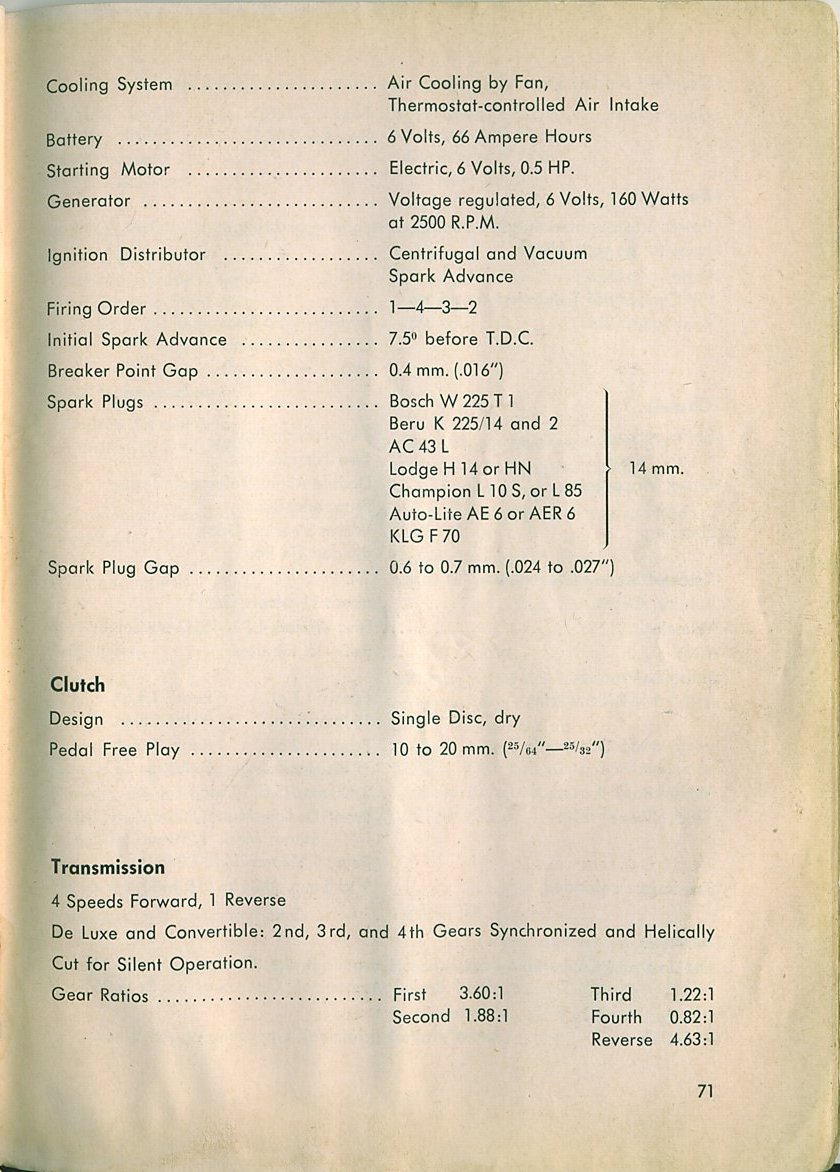 Cooling System ...................... Air Cooling by Fan,
Thermostat-controlled Air Intake
Battery .............................. 6 Volts, 66 Ampere Hours
Starting Motor ...................... Electric, 6 Volts, 0.5 HP.
Generator ........................... Voltage regulated, 6 Volts, 160 Watts
at 2500 R.P.M.
Ignition Distributor .................. Centrifugal and Vacuum
Spark Advance
Firing Order .......................... 1—4—3—2
Initial Spark Advance ................ 7.5⁰ before T.D.C.
Breaker Point Gap .................... 0.4 mm. (.016")
Spark Plugs .......................... Bosch W 225 T 1
Beru K 225/14 and 2
AC 43 L
Lodge H 14 or HN 14 mm.
Champion L 10 S, or L 85
Auto-Lite AE 6 or AER 6
KLG F 70
Spark Plug Gap ...................... 0.6 to 0.7 mm. (.024 to .027")
Clutch
Design .............................. Single Disc, dry
Pedal Free Play ...................... 10 to 20 mm. (25/64"—25/32")
Transmission
4 Speeds Forward, 1 Reverse
De Luxe and Convertible: 2nd, 3rd, and 4th Gears Synchronized and Helically
Cut for Silent Operation.
Gear Ratios .......................... First 3.60:1 Third 1.22:1
Second 1.88:1 Fourth 0.82:1
Reverse 4.63:1
71